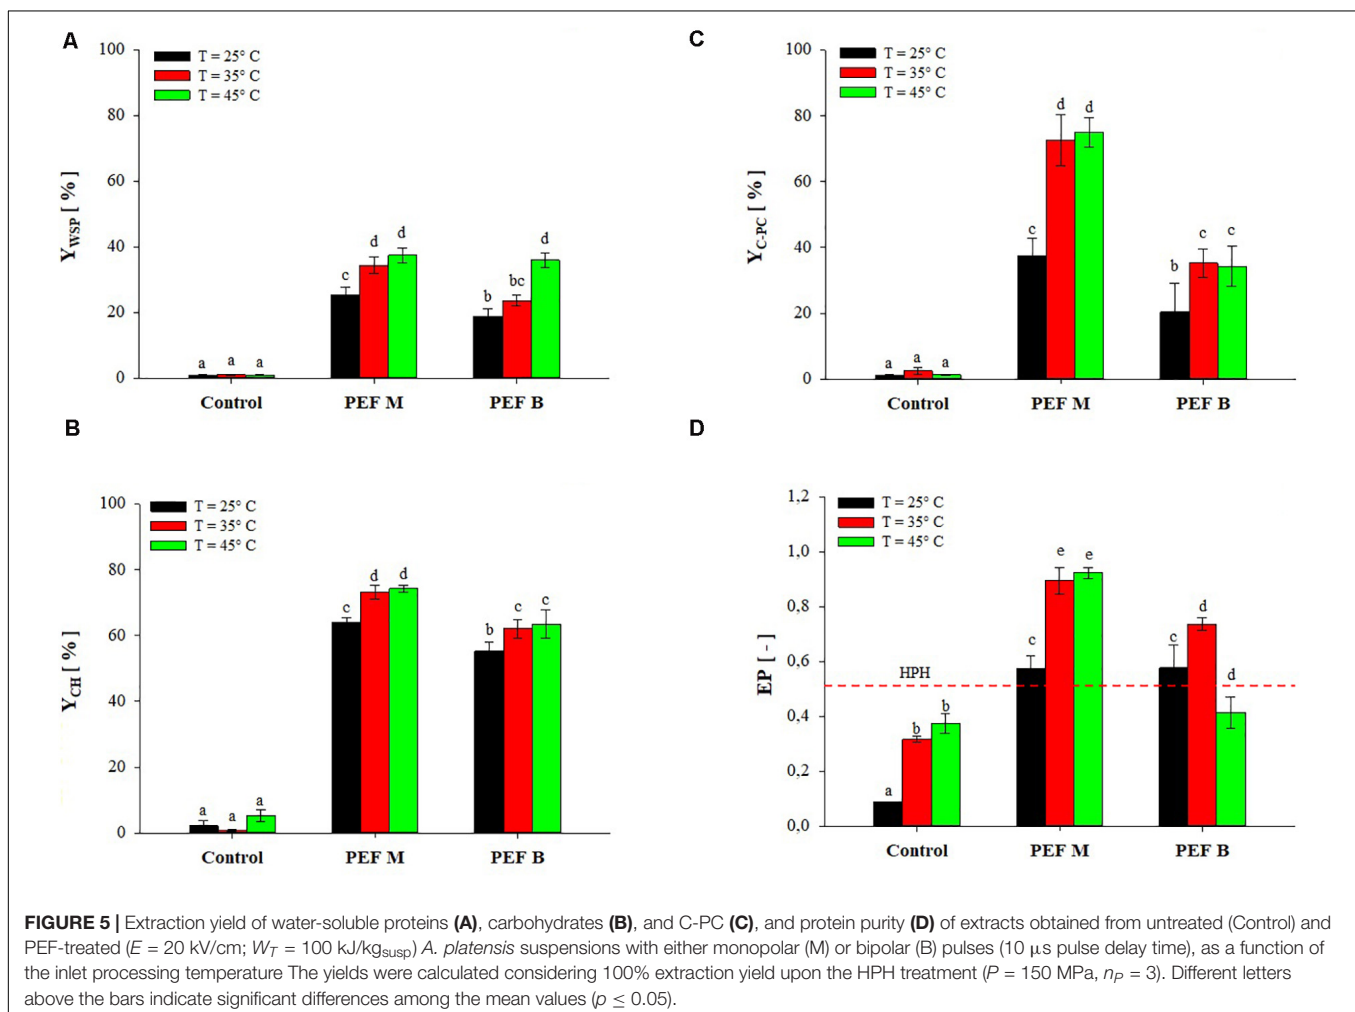 A
100
80
60
40
20
0
Y_WSP [ % ]
T = 25° C
T = 35° C
T = 45° C
a a a
c d d
b bc d
Control PEF M PEF B
C
100
80
60
40
20
0
Y_C-PC [ % ]
T = 25° C
T = 35° C
T = 45° C
a a a
c d d
b c c
Control PEF M PEF B
B
100
80
60
40
20
0
Y_CH [ % ]
T = 25° C
T = 35° C
T = 45° C
a a a
c d d
b c c
Control PEF M PEF B
D
1,2
1,0
0,8
0,6
0,4
0,2
0,0
EP [ - ]
T = 25° C
T = 35° C
T = 45° C
HPH
a b b
c e e
c d d
Control PEF M PEF B
FIGURE 5 | Extraction yield of water-soluble proteins (A), carbohydrates (B), and C-PC (C), and protein purity (D) of extracts obtained from untreated (Control) and
PEF-treated (E = 20 kV/cm; W_T = 100 kJ/kg_susp) A. platensis suspensions with either monopolar (M) or bipolar (B) pulses (10 μs pulse delay time), as a function of
the inlet processing temperature The yields were calculated considering 100% extraction yield upon the HPH treatment (P = 150 MPa, n_P = 3). Different letters
above the bars indicate significant differences among the mean values (p ≤ 0.05).